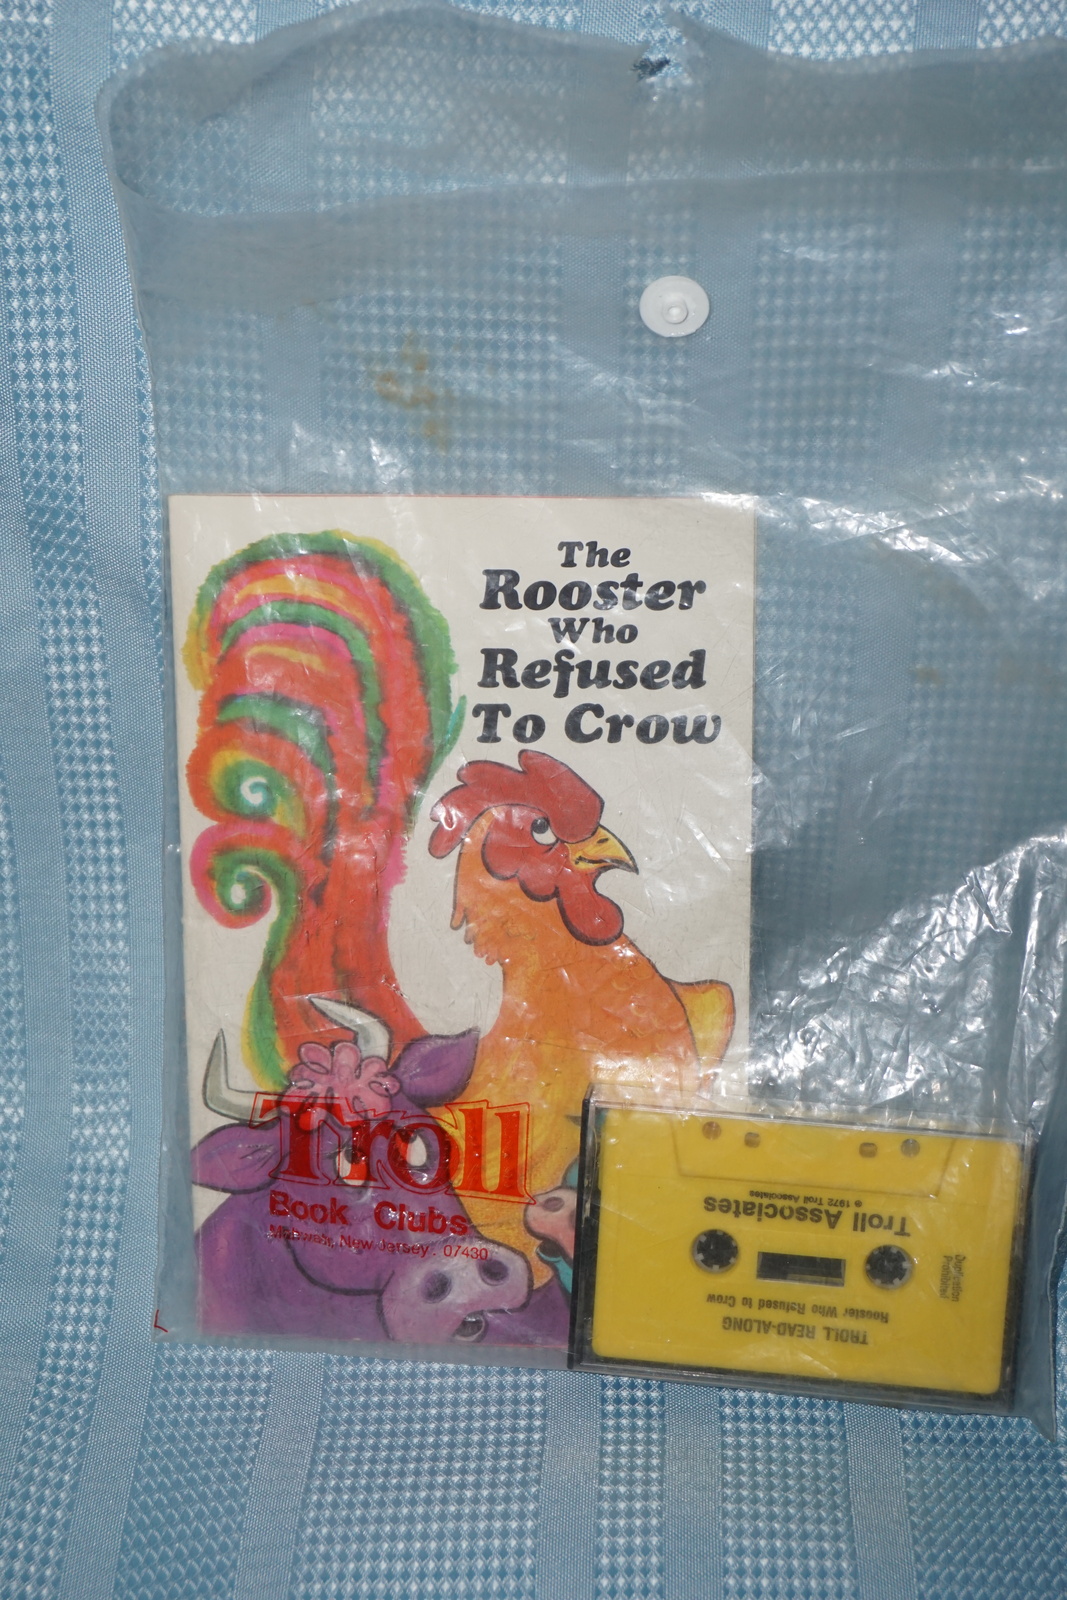 The
Rooster
Who
Refused
To Crow
Troll
Book Clubs
Mahwah, New Jersey . 07430
TROLL READ-ALONG
Rooster Who Refused to Crow
Duplication
Prohibited
Troll Associates
© 1972 Troll Associates